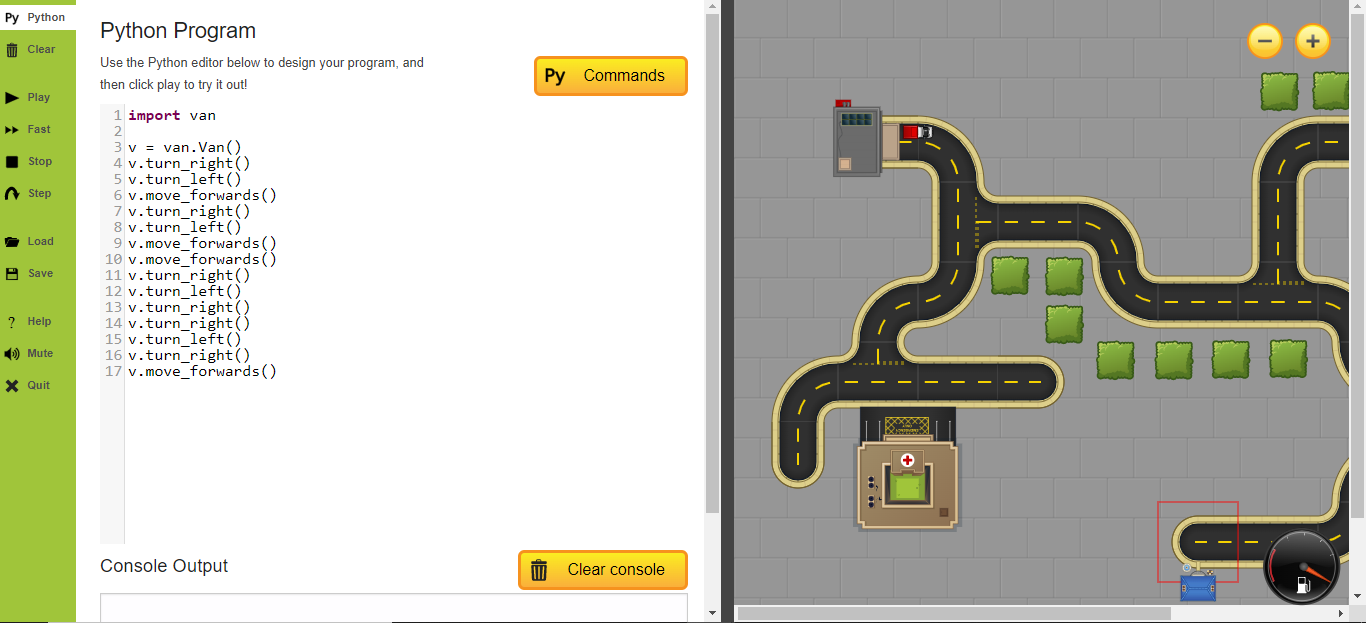 Py Python
Clear
Play
Fast
Stop
Step
Load
Save
? Help
Mute
Quit
Python Program
Use the Python editor below to design your program, and
then click play to try it out!
Py Commands
1 import van
2
3 v = van.Van()
4 v.turn_right()
5 v.turn_left()
6 v.move_forwards()
7 v.turn_right()
8 v.turn_left()
9 v.move_forwards()
10 v.move_forwards()
11 v.turn_right()
12 v.turn_left()
13 v.turn_right()
14 v.turn_right()
15 v.turn_left()
16 v.turn_right()
17 v.move_forwards()
Console Output
Clear console